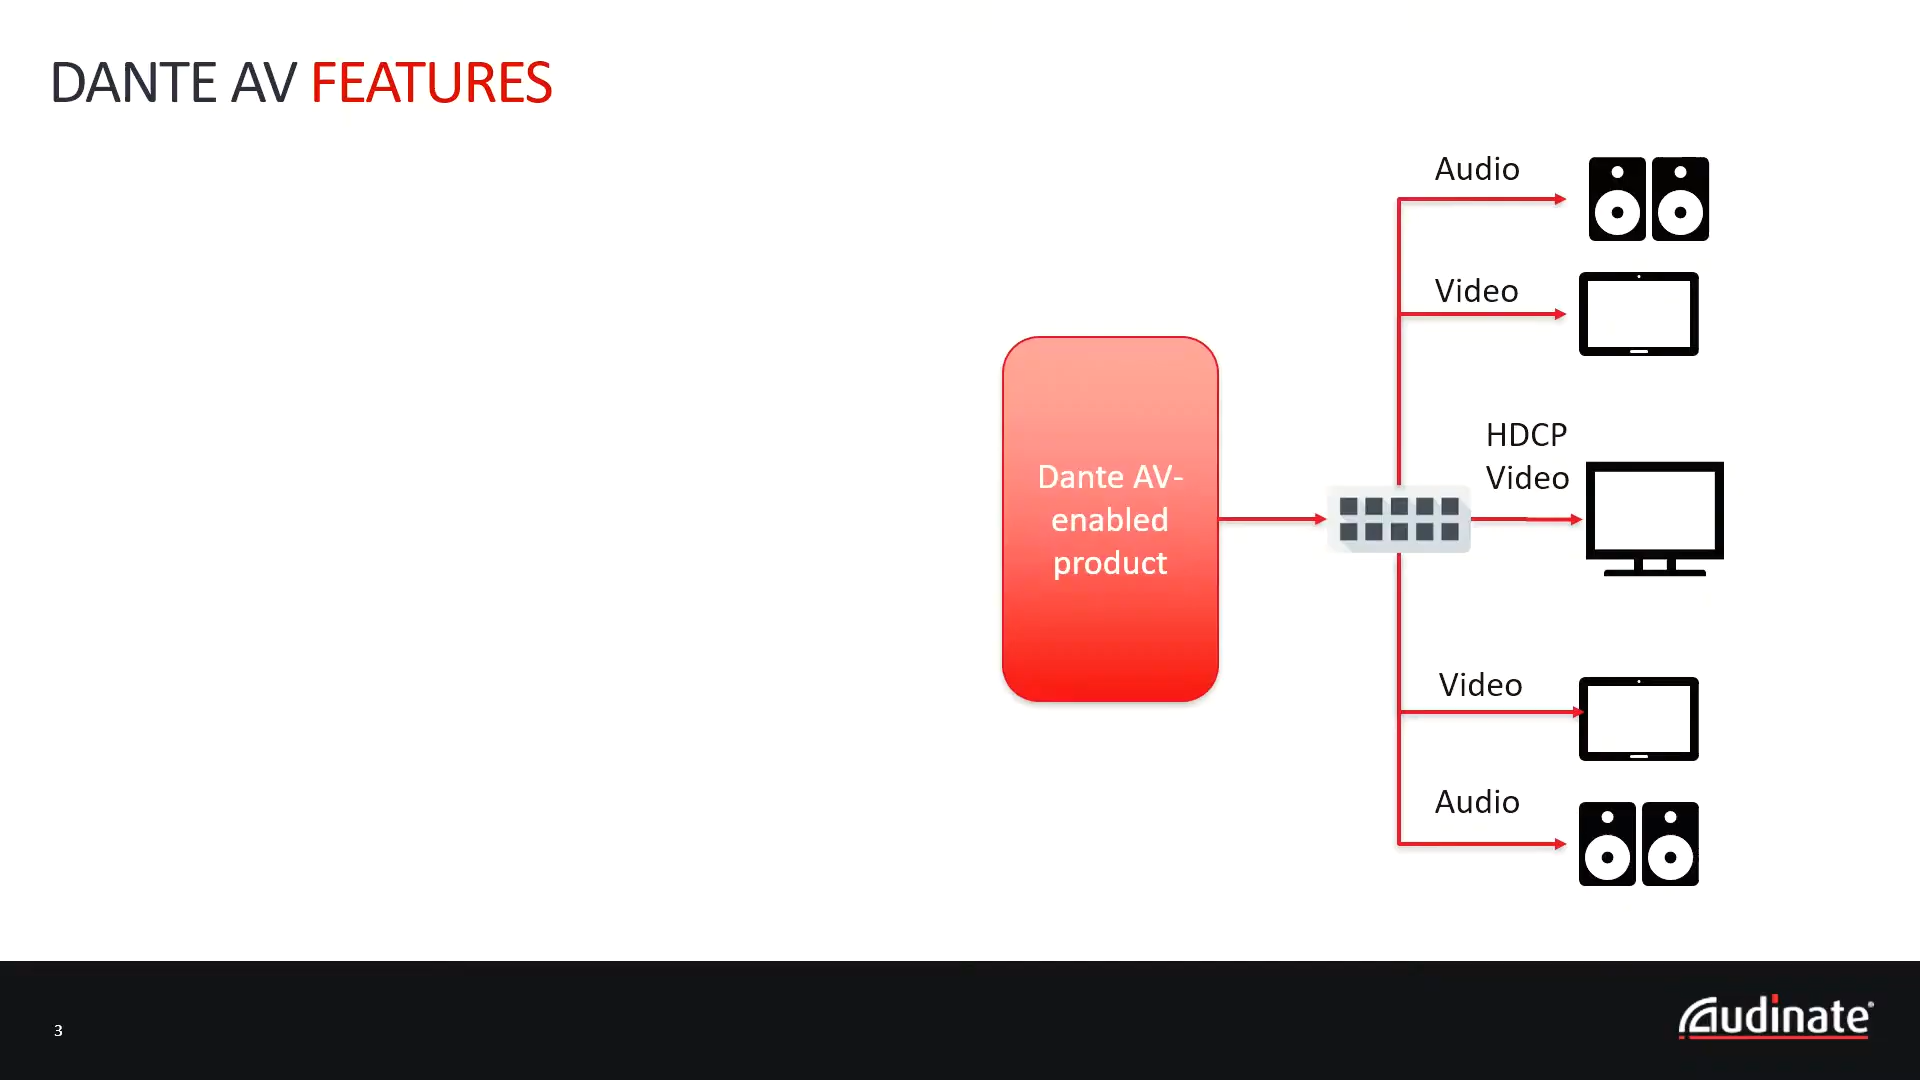 DANTE AV FEATURES
Audio
Video
HDCP
Video
Dante AV-
enabled
product
Video
Audio
3
Audinate®